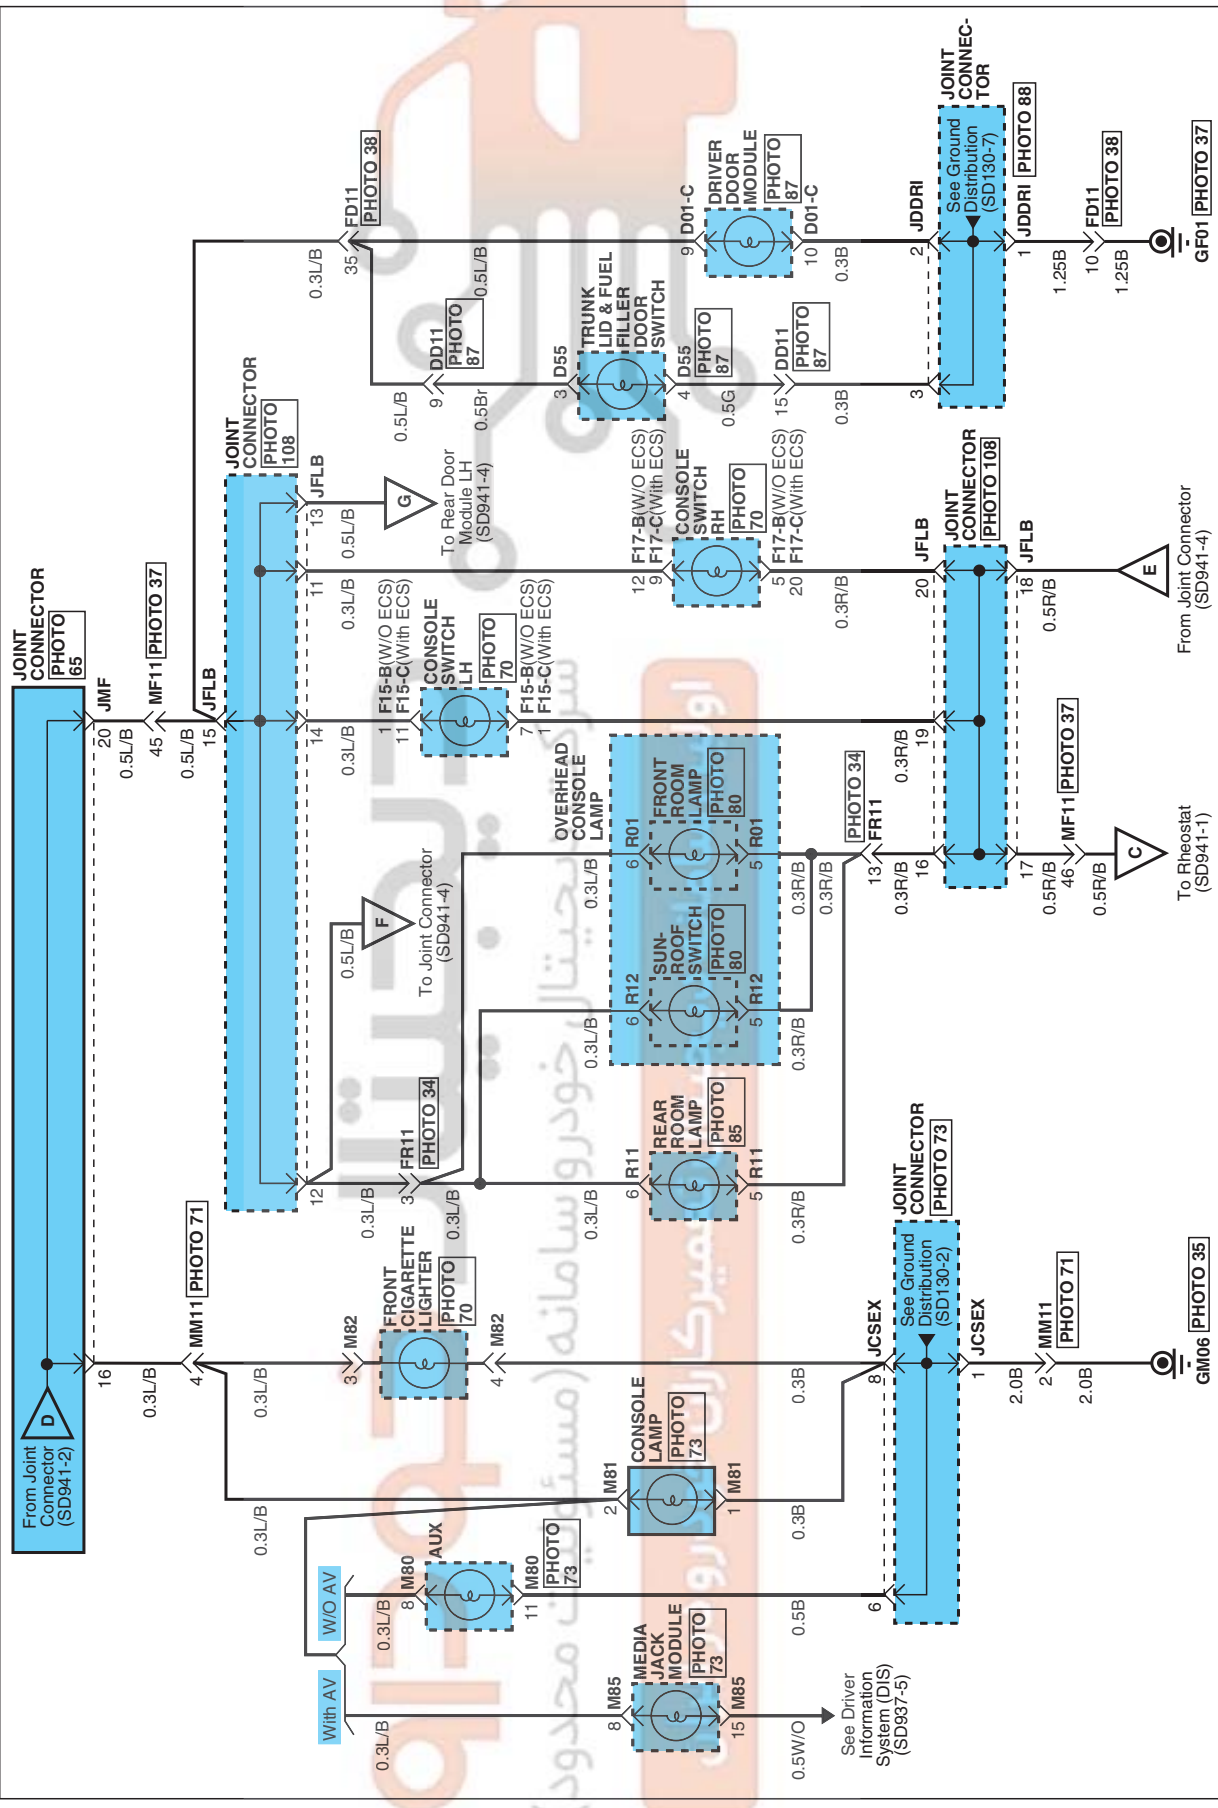 From Joint
Connector
(SD941-2)
D
JOINT
CONNECTOR
PHOTO
65
16
0.3L/B
4
MM11
PHOTO 71
20
JMF
0.5L/B
45
MF11
PHOTO 37
0.5L/B
15
JFLB
JOINT
CONNECTOR
PHOTO
108
0.3L/B
35
FD11
PHOTO 38
With AV
W/O AV
0.3L/B
0.3L/B
0.3L/B
0.3L/B
8
M80
AUX
11
M80
PHOTO
73
8
M85
MEDIA
JACK
MODULE
PHOTO
73
15
M85
0.5W/O
See Driver
Information
System (DIS)
(SD937-5)
2
M81
CONSOLE
LAMP
PHOTO
73
1
M81
0.3B
0.5B
3
M82
FRONT
CIGARETTE
LIGHTER
PHOTO
70
4
M82
0.3B
6
8
JCSEX
See Ground
Distribution
(SD130-2)
JOINT
CONNECTOR
PHOTO 73
1
JCSEX
2.0B
2
MM11
PHOTO 71
2.0B
GM06
PHOTO 35
12
0.3L/B
0.5L/B
F
To Joint Connector
(SD941-4)
3
FR11
PHOTO 34
0.3L/B
0.3L/B
0.3L/B
0.3L/B
6
R11
REAR
ROOM
LAMP
PHOTO
85
5
R11
0.3R/B
OVERHEAD
CONSOLE
LAMP
6
R12
SUN-
ROOF
SWITCH
PHOTO
80
5
R12
0.3R/B
6
R01
FRONT
ROOM
LAMP
PHOTO
80
5
R01
0.3R/B
0.3R/B
13
FR11
PHOTO 34
0.3R/B
16
14
0.3L/B
1
F15-B(W/O ECS)
11
F15-C(With ECS)
CONSOLE
SWITCH
LH
PHOTO
70
7
F15-B(W/O ECS)
1
F15-C(With ECS)
0.3R/B
19
11
0.3L/B
12
F17-B(W/O ECS)
9
F17-C(With ECS)
CONSOLE
SWITCH
RH
PHOTO
70
5
F17-B(W/O ECS)
20
F17-C(With ECS)
0.3R/B
20
JFLB
JOINT
CONNECTOR
PHOTO 108
17
0.5R/B
46
MF11
PHOTO 37
0.5R/B
C
To Rheostat
(SD941-1)
18
JFLB
0.5R/B
E
From Joint Connector
(SD941-4)
13
JFLB
0.5L/B
G
To Rear Door
Module LH
(SD941-4)
0.5L/B
9
DD11
PHOTO
87
0.5Br
3
D55
TRUNK
LID & FUEL
FILLER
DOOR
SWITCH
4
D55
PHOTO
87
0.5G
15
DD11
PHOTO
87
0.3B
3
0.5L/B
9
D01-C
DRIVER
DOOR
MODULE
PHOTO
87
10
D01-C
0.3B
2
JDDRI
See Ground
Distribution
(SD130-7)
JOINT
CONNEC-
TOR
1
JDDRI
PHOTO 88
1.25B
10
FD11
PHOTO 38
1.25B
GF01
PHOTO 37